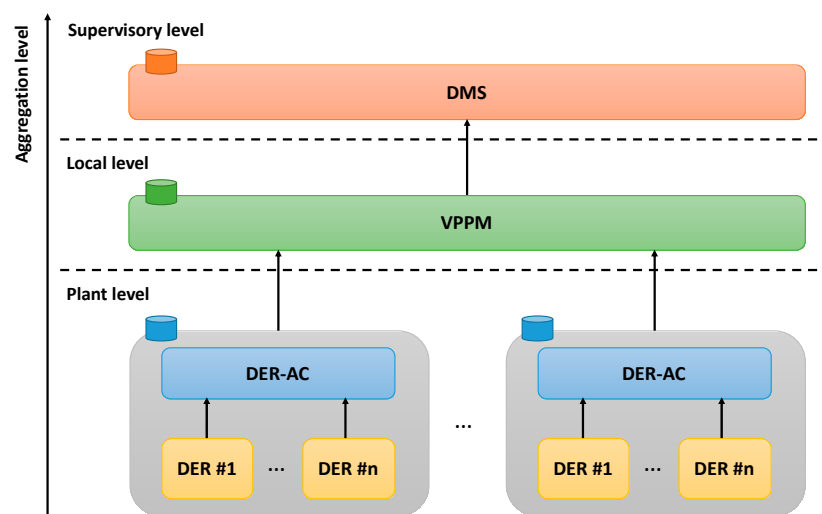 Aggregation level
Supervisory level
DMS
Local level
VPPM
Plant level
DER-AC
DER-AC
...
DER #1
...
DER #n
DER #1
...
DER #n